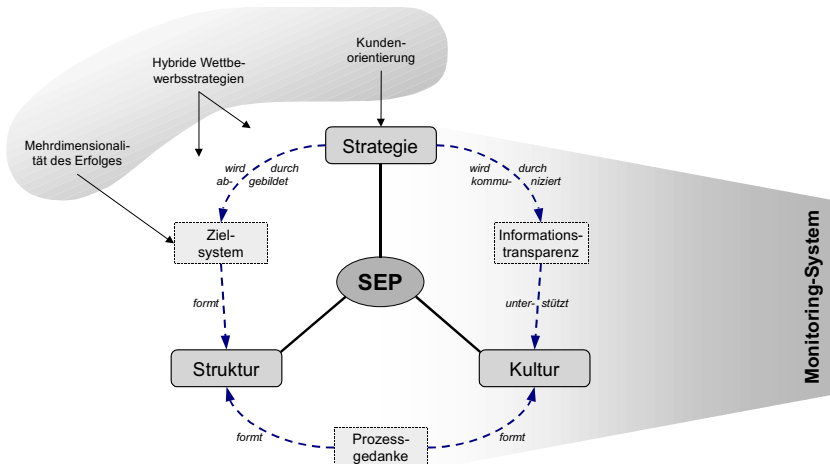 Kunden-
orientierung
Hybride Wettbe-
werbsstrategien
Mehrdimensionali-
tät des Erfolges
Strategie
wird durch
ab- gebildet
wird durch
kommu- niziert
Ziel-
system
Informations-
transparenz
SEP
formt
unter- stützt
Struktur
Kultur
formt
Prozess-
gedanke
formt
Monitoring-System